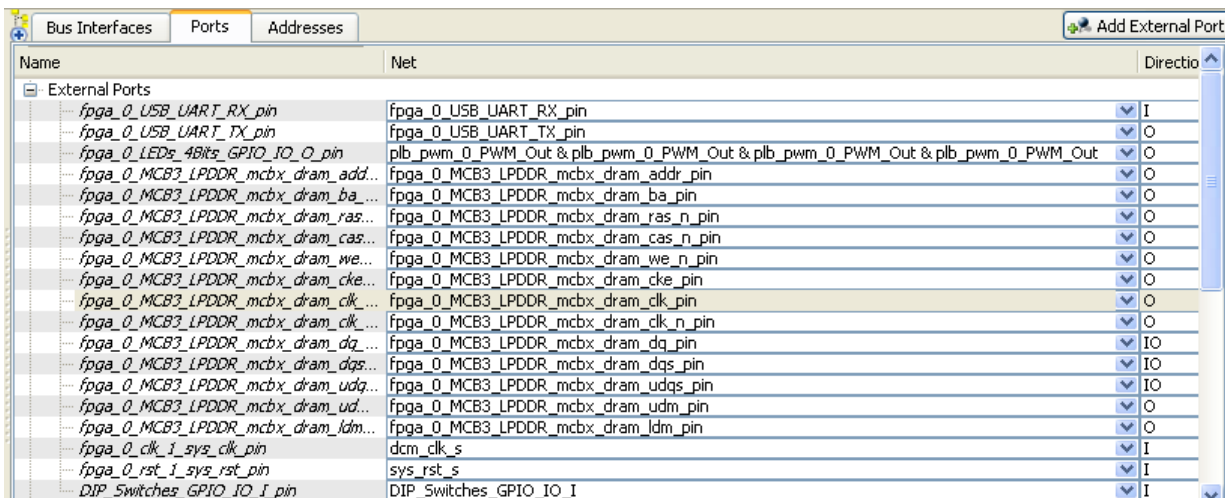 Bus Interfaces Ports Addresses Add External Port
Name Net Directio
External Ports
fpga_0_USB_UART_RX_pin fpga_0_USB_UART_RX_pin I
fpga_0_USB_UART_TX_pin fpga_0_USB_UART_TX_pin O
fpga_0_LEDs_4Bits_GPIO_IO_O_pin plb_pwm_0_PWM_Out & plb_pwm_0_PWM_Out & plb_pwm_0_PWM_Out & plb_pwm_0_PWM_Out O
fpga_0_MCB3_LPDDR_mcbx_dram_add... fpga_0_MCB3_LPDDR_mcbx_dram_addr_pin O
fpga_0_MCB3_LPDDR_mcbx_dram_ba_... fpga_0_MCB3_LPDDR_mcbx_dram_ba_pin O
fpga_0_MCB3_LPDDR_mcbx_dram_ras... fpga_0_MCB3_LPDDR_mcbx_dram_ras_n_pin O
fpga_0_MCB3_LPDDR_mcbx_dram_cas... fpga_0_MCB3_LPDDR_mcbx_dram_cas_n_pin O
fpga_0_MCB3_LPDDR_mcbx_dram_we... fpga_0_MCB3_LPDDR_mcbx_dram_we_n_pin O
fpga_0_MCB3_LPDDR_mcbx_dram_cke... fpga_0_MCB3_LPDDR_mcbx_dram_cke_pin O
fpga_0_MCB3_LPDDR_mcbx_dram_clk_... fpga_0_MCB3_LPDDR_mcbx_dram_clk_pin O
fpga_0_MCB3_LPDDR_mcbx_dram_clk_... fpga_0_MCB3_LPDDR_mcbx_dram_clk_n_pin O
fpga_0_MCB3_LPDDR_mcbx_dram_dq_... fpga_0_MCB3_LPDDR_mcbx_dram_dq_pin IO
fpga_0_MCB3_LPDDR_mcbx_dram_dqs... fpga_0_MCB3_LPDDR_mcbx_dram_dqs_pin IO
fpga_0_MCB3_LPDDR_mcbx_dram_udq... fpga_0_MCB3_LPDDR_mcbx_dram_udqs_pin IO
fpga_0_MCB3_LPDDR_mcbx_dram_ud... fpga_0_MCB3_LPDDR_mcbx_dram_udm_pin O
fpga_0_MCB3_LPDDR_mcbx_dram_ldm... fpga_0_MCB3_LPDDR_mcbx_dram_ldm_pin O
fpga_0_clk_1_sys_clk_pin dcm_clk_s I
fpga_0_rst_1_sys_rst_pin sys_rst_s I
DIP_Switches_GPIO_IO_I_pin DIP_Switches_GPIO_IO_I I